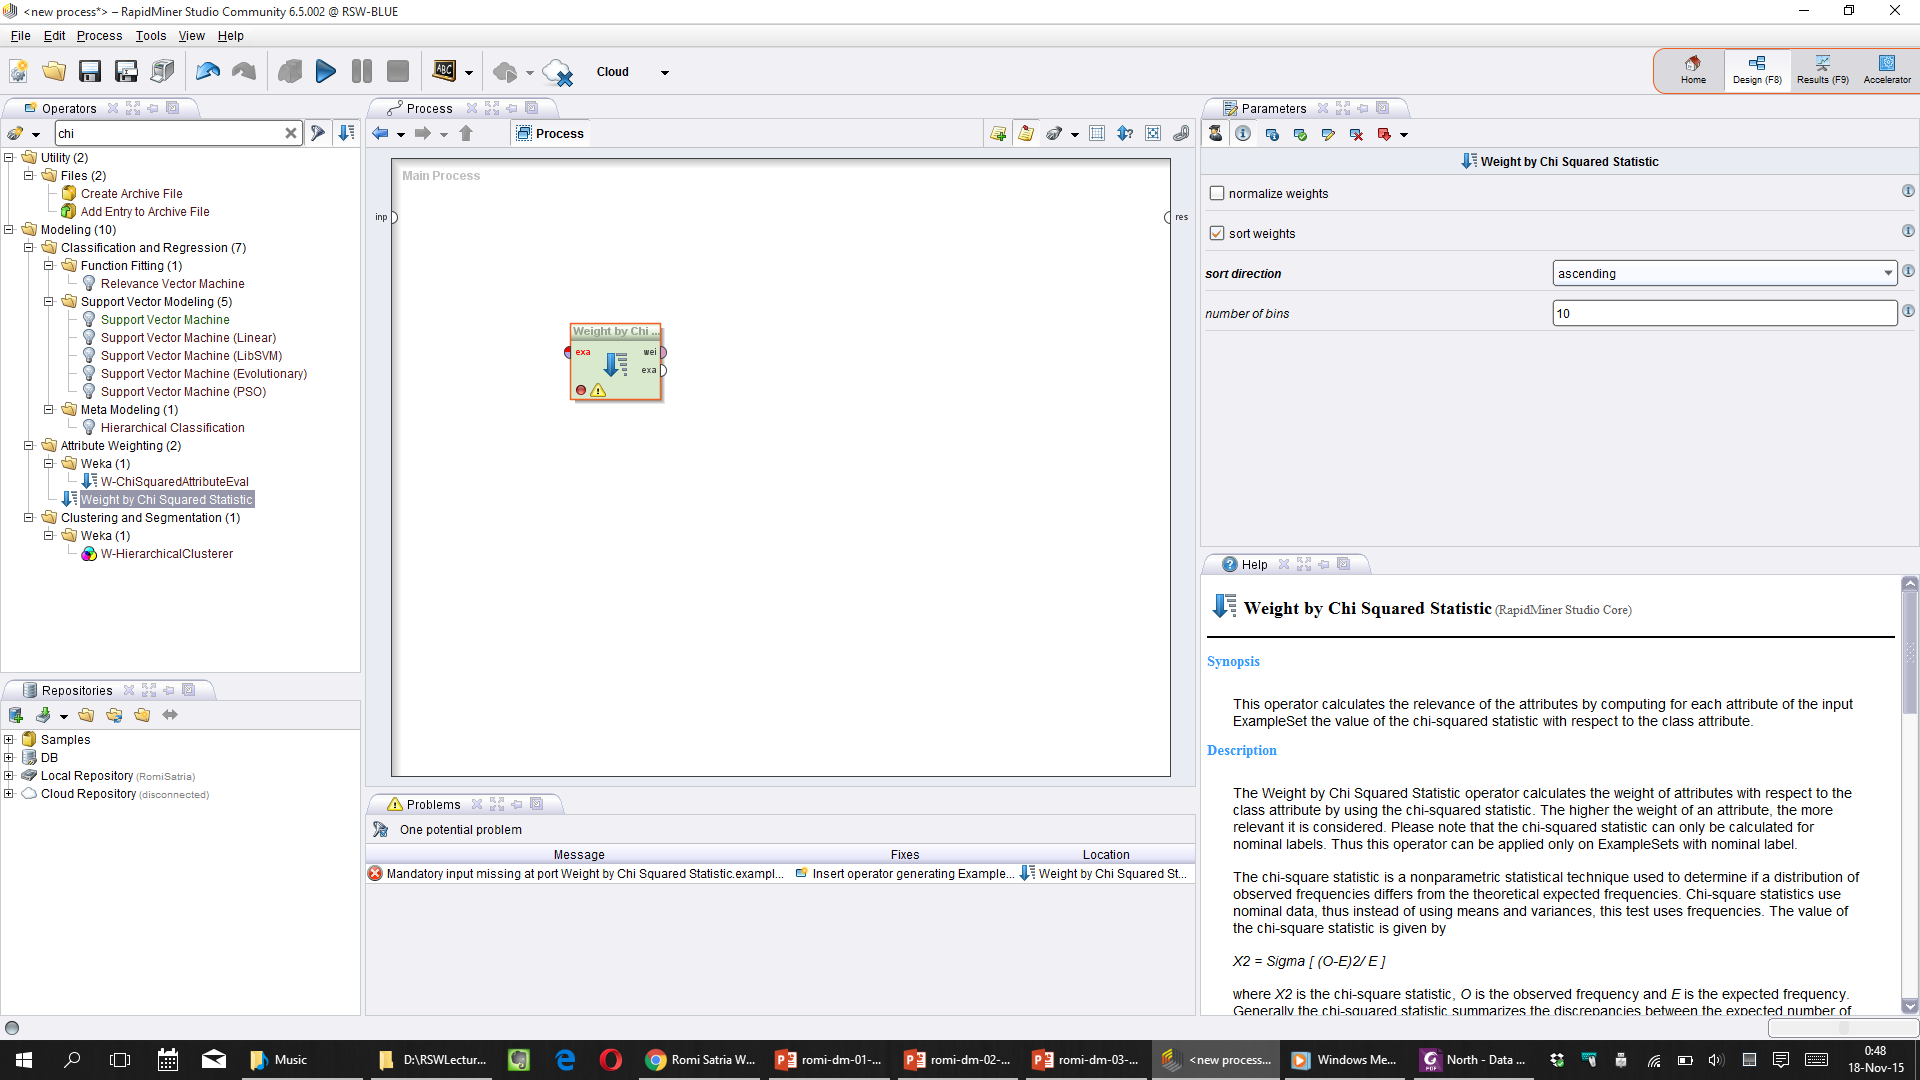 <new process*> – RapidMiner Studio Community 6.5.002 @ RSW-BLUE
File Edit Process Tools View Help
Cloud
Home
Design (F8)
Results (F9)
Accelerator
Operators
chi
Utility (2)
Files (2)
Create Archive File
Add Entry to Archive File
Modeling (10)
Classification and Regression (7)
Function Fitting (1)
Relevance Vector Machine
Support Vector Modeling (5)
Support Vector Machine
Support Vector Machine (Linear)
Support Vector Machine (LibSVM)
Support Vector Machine (Evolutionary)
Support Vector Machine (PSO)
Meta Modeling (1)
Hierarchical Classification
Attribute Weighting (2)
Weka (1)
W-ChiSquaredAttributeEval
Weight by Chi Squared Statistic
Clustering and Segmentation (1)
Weka (1)
W-HierarchicalClusterer
Repositories
Samples
DB
Local Repository (RomiSatria)
Cloud Repository (disconnected)
Process
Process
Main Process
inp
res
Weight by Chi ...
exa
wei
exa
Problems
One potential problem
Message Fixes Location
Mandatory input missing at port Weight by Chi Squared Statistic.exampl... Insert operator generating Example... Weight by Chi Squared St...
Parameters
Weight by Chi Squared Statistic
normalize weights
sort weights
sort direction ascending
number of bins 10
Help
Weight by Chi Squared Statistic (RapidMiner Studio Core)
Synopsis
This operator calculates the relevance of the attributes by computing for each attribute of the input
ExampleSet the value of the chi-squared statistic with respect to the class attribute.
Description
The Weight by Chi Squared Statistic operator calculates the weight of attributes with respect to the
class attribute by using the chi-squared statistic. The higher the weight of an attribute, the more
relevant it is considered. Please note that the chi-squared statistic can only be calculated for
nominal labels. Thus this operator can be applied only on ExampleSets with nominal label.
The chi-square statistic is a nonparametric statistical technique used to determine if a distribution of
observed frequencies differs from the theoretical expected frequencies. Chi-square statistics use
nominal data, thus instead of using means and variances, this test uses frequencies. The value of
the chi-square statistic is given by
X2 = Sigma [ (O-E)2/ E ]
where X2 is the chi-square statistic, O is the observed frequency and E is the expected frequency.
Generally the chi-squared statistic summarizes the discrepancies between the expected number of
Music
D:\RSWLectur...
Romi Satria W...
romi-dm-01-...
romi-dm-02-...
romi-dm-03-...
<new process...
Windows Me...
North - Data ...
0:48
18-Nov-15